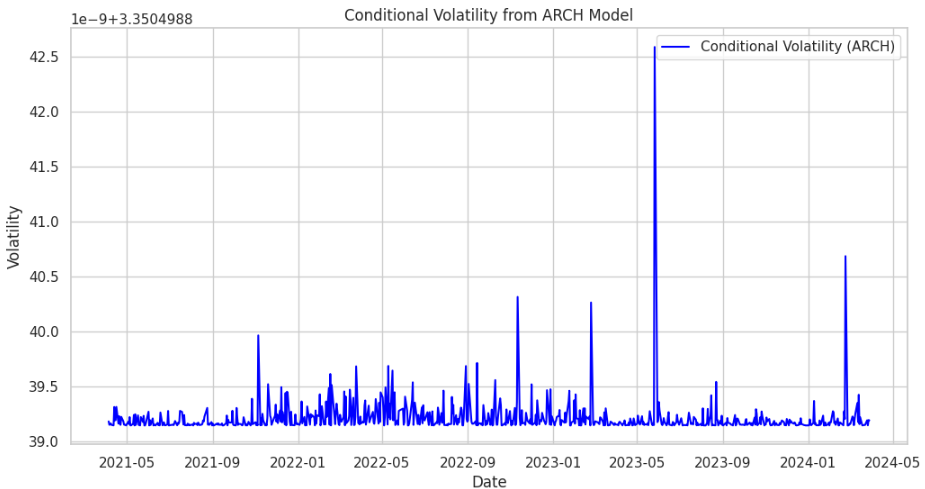 Conditional Volatility from ARCH Model
1e−9+3.3504988
Conditional Volatility (ARCH)
42.5
42.0
41.5
41.0
40.5
40.0
39.5
39.0
Volatility
2021-05 2021-09 2022-01 2022-05 2022-09 2023-01 2023-05 2023-09 2024-01 2024-05
Date